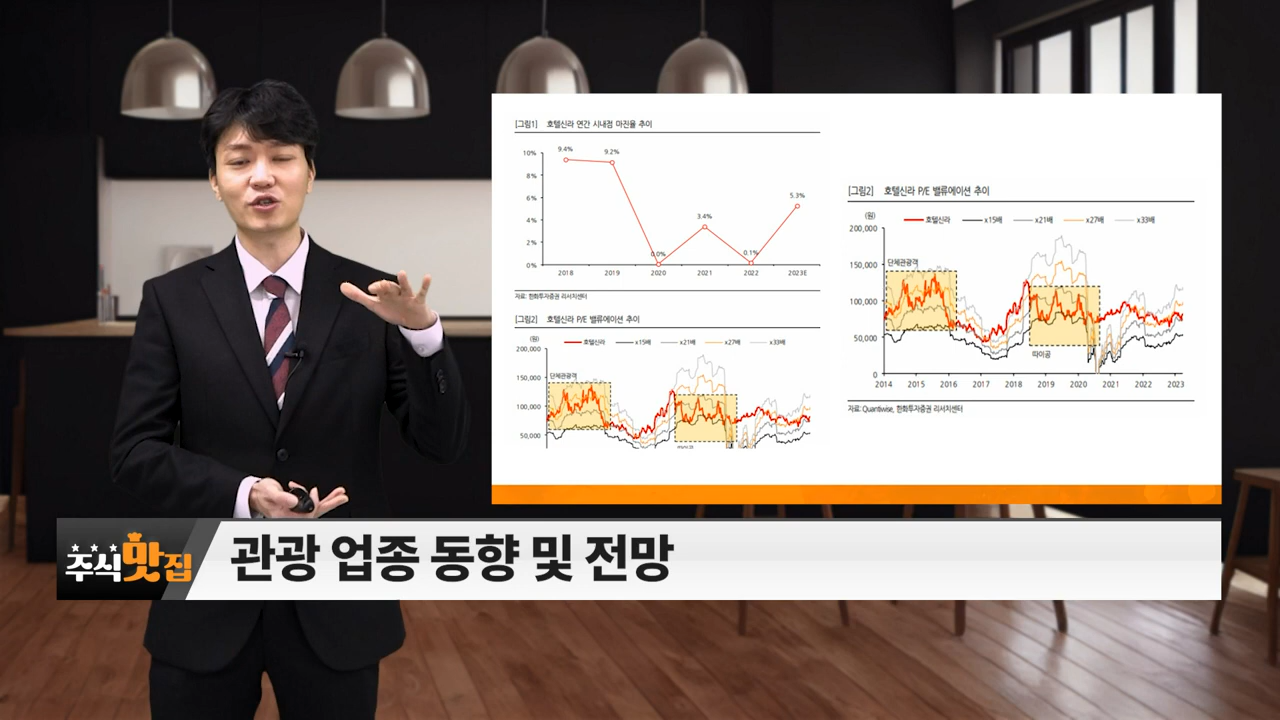 [그림1] 호텔신라 연간 시내점 마진율 추이
10%
8%
6%
4%
2%
0%
9.4%
9.2%
0.0%
3.4%
0.1%
5.3%
2018 2019 2020 2021 2022 2023E
자료: 한화투자증권 리서치센터
[그림2] 호텔신라 P/E 밸류에이션 추이
(원)
호텔신라 x15배 x21배 x27배 x33배
200,000
150,000
100,000
50,000
단체관광객
[그림2] 호텔신라 P/E 밸류에이션 추이
(원)
호텔신라 x15배 x21배 x27배 x33배
200,000
150,000
100,000
50,000
0
단체관광객
따이공
2014 2015 2016 2017 2018 2019 2020 2021 2022 2023
자료: Quantiwise, 한화투자증권 리서치센터
주식맛집
관광 업종 동향 및 전망